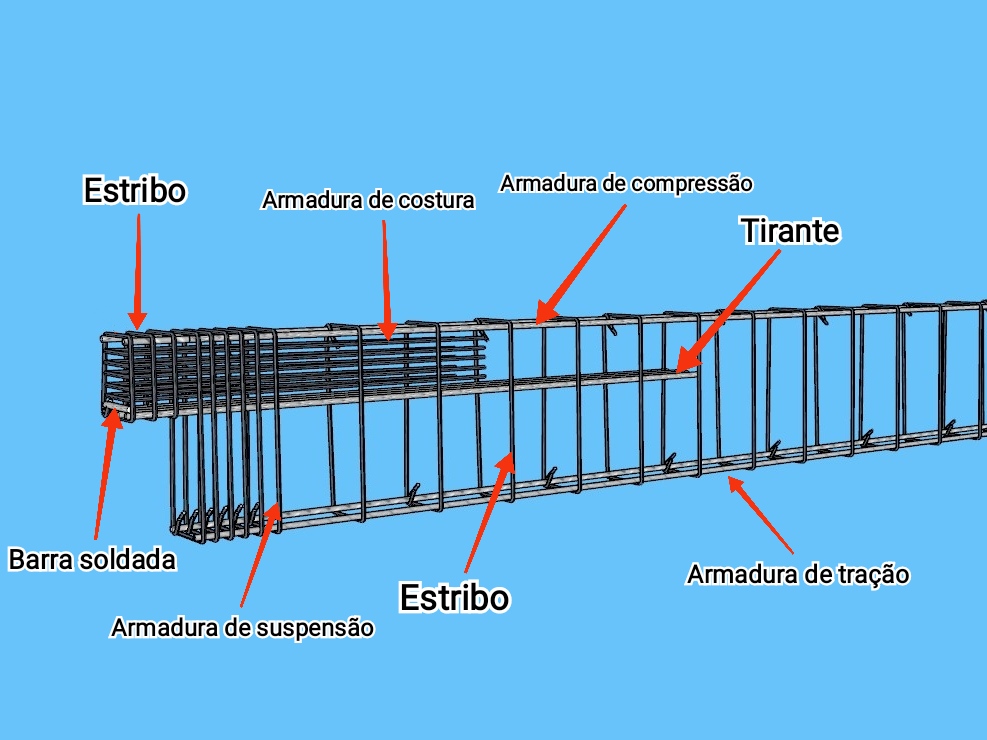 Estribo
Armadura de costura
Armadura de compressão
Tirante
Barra soldada
Armadura de suspensão
Estribo
Armadura de tração